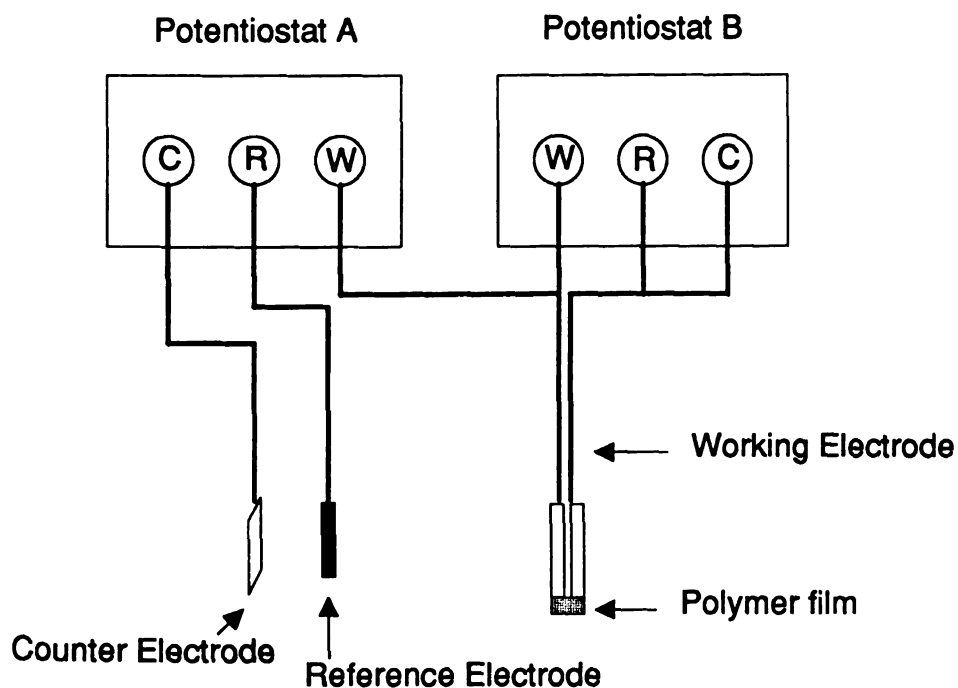 Potentiostat A
Potentiostat B
C R W
W R C
Working Electrode
Polymer film
Counter Electrode
Reference Electrode